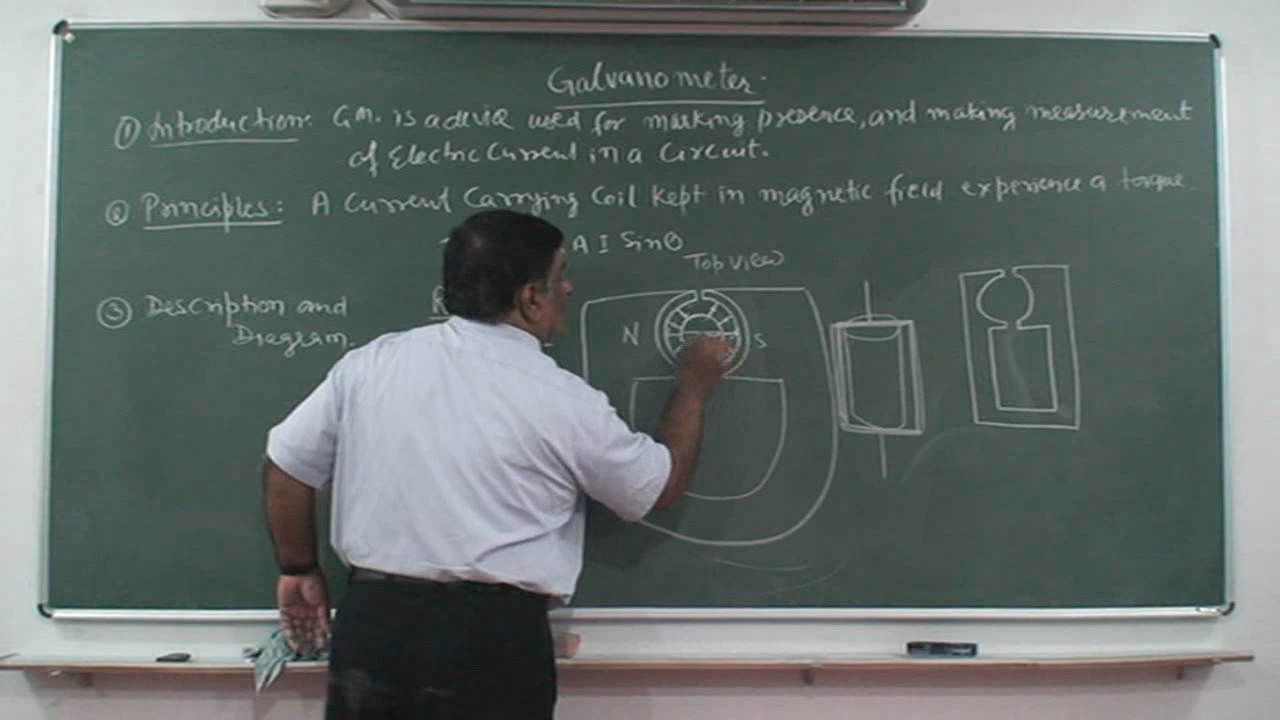 Galvanometer.
① Introduction: GM. is a device used for marking presence, and making measurement
of Electric Current in a Circuit.
② Principles: A Current Carrying Coil kept in magnetic field experience a torque
A I Sinθ
Top view
③ Description and
Diagram.
N S